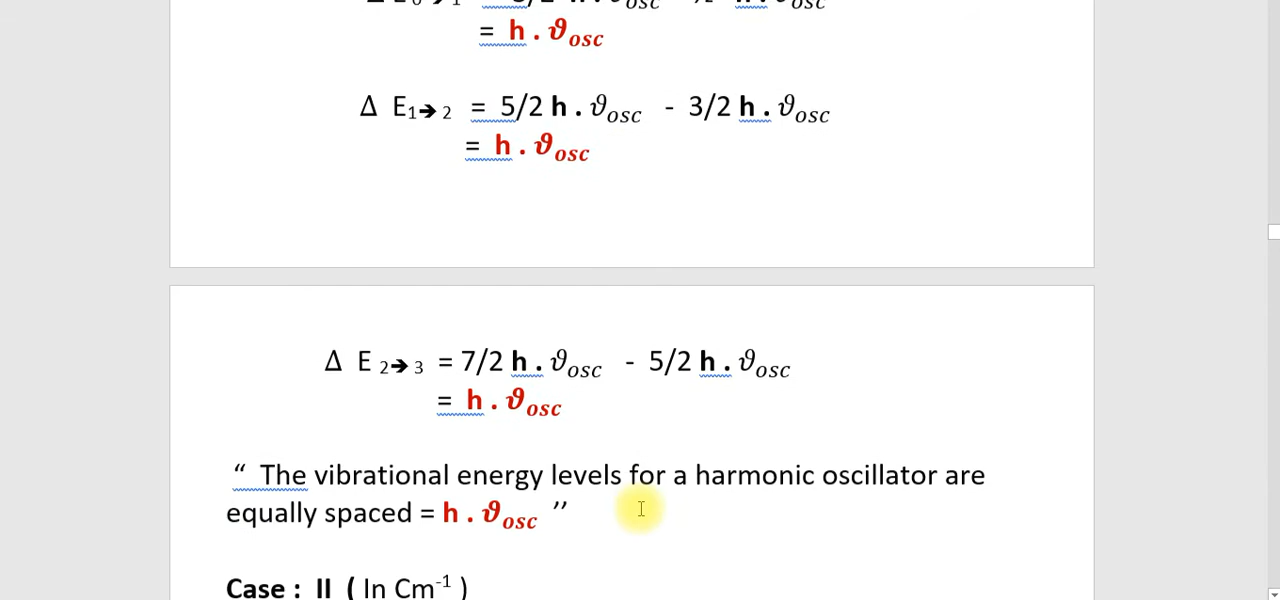 = h . ϑosc
Δ E1➔ 2 = 5/2 h . ϑosc - 3/2 h . ϑosc
= h . ϑosc
Δ E 2➔ 3 = 7/2 h . ϑosc - 5/2 h . ϑosc
= h . ϑosc
“ The vibrational energy levels for a harmonic oscillator are
equally spaced = h . ϑosc ”
Case : II ( In Cm-1 )